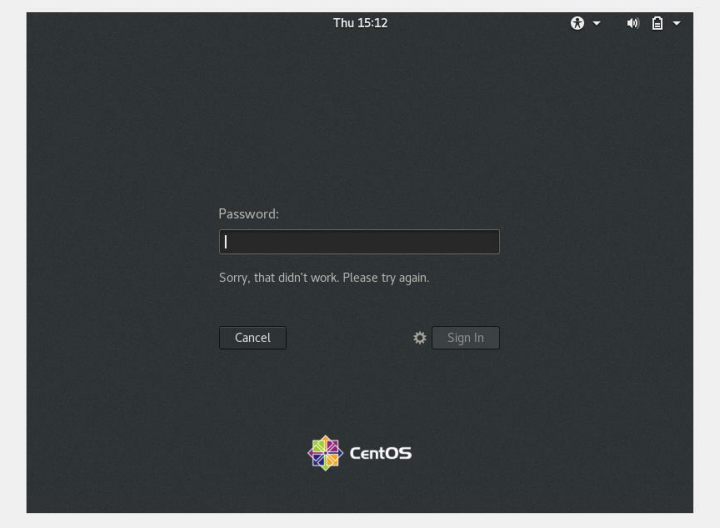 Thu 15:12
Password:
Sorry, that didn't work. Please try again.
Cancel
Sign In
CentOS